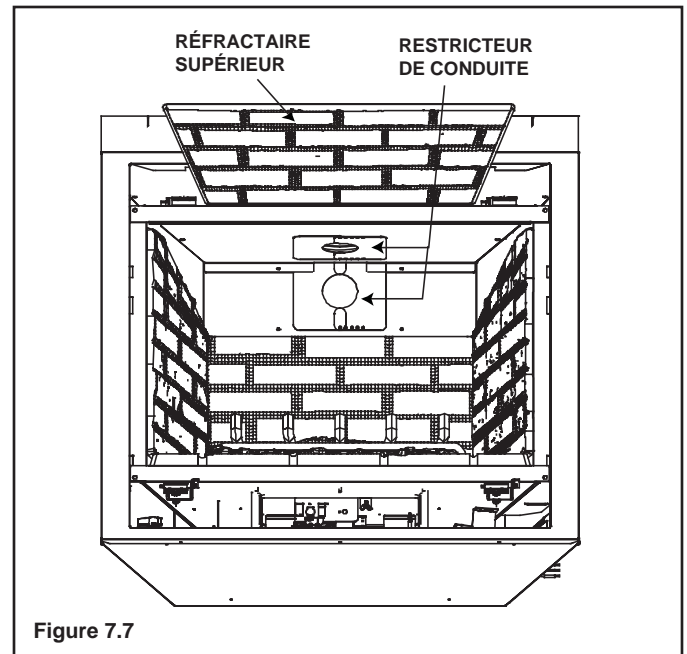 RÉFRACTAIRE
SUPÉRIEUR
RESTRICTEUR
DE CONDUITE
Figure 7.7